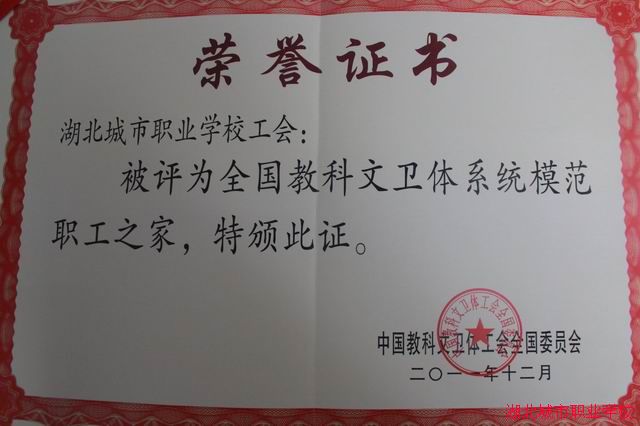 荣誉证书
湖北城市职业学校工会：
被评为全国教科文卫体系统模范
职工之家，特颁此证。
中国教科文卫体工会全国委员会
二〇一一年十二月
湖北城市职业学校